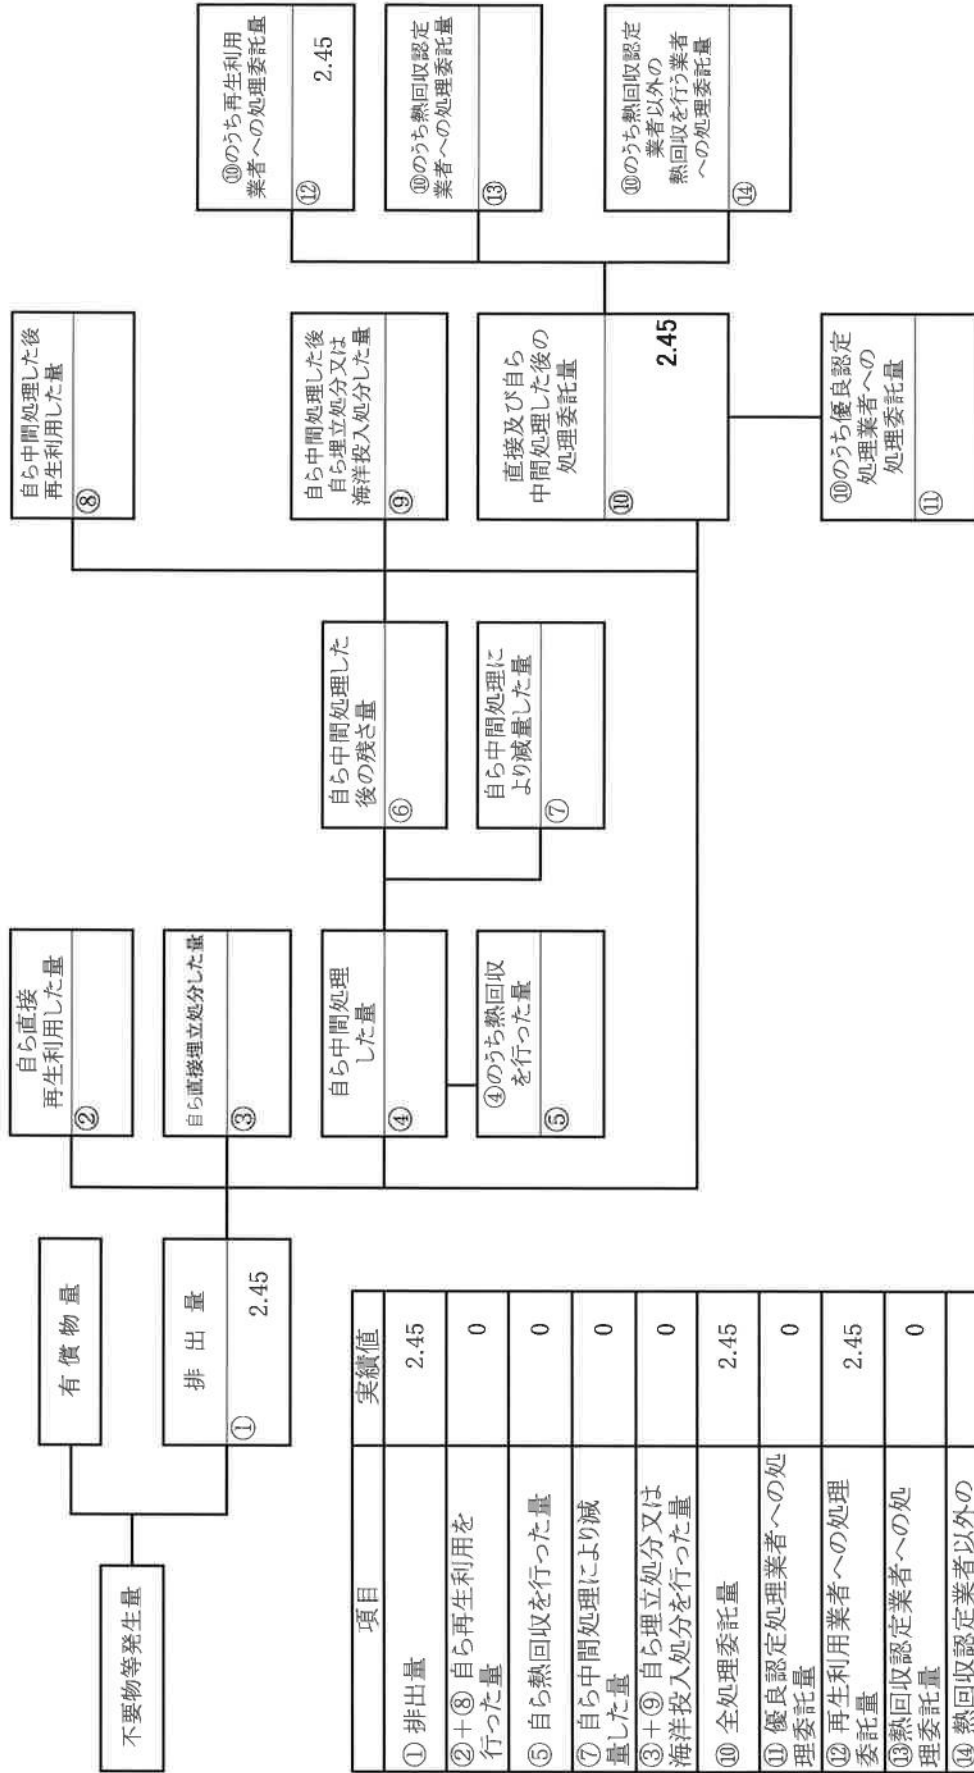 不要物等発生量
有償物量
排出量
①
2.45
自ら直接
再生利用した量
②
自ら直接埋立処分した量
③
自ら中間処理
した量
④
④のうち熱回収
を行った量
⑤
自ら中間処理した
後の残さ量
⑥
自ら中間処理に
より減量した量
⑦
自ら中間処理した後
再生利用した量
⑧
自ら中間処理した後
自ら埋立処分又は
海洋投入処分した量
⑨
直接及び自ら
中間処理した後の
処理委託量
⑩
2.45
⑩のうち優良認定
処理業者への
処理委託量
⑪
⑩のうち再生利用
業者への処理委託量
⑫
2.45
⑩のうち熱回収認定
業者への処理委託量
⑬
⑩のうち熱回収認定
業者以外の
熱回収を行う業者
への処理委託量
⑭
項目 実績値
① 排出量 2.45
②+⑧ 自ら再生利用を
行った量 0
⑤ 自ら熱回収を行った量 0
⑦ 自ら中間処理により減
量した量 0
③+⑨ 自ら埋立処分又は
海洋投入処分を行った量 0
⑩ 全処理委託量 2.45
⑪ 優良認定処理業者への処
理委託量 0
⑫ 再生利用業者への処理
委託量 2.45
⑬熱回収認定業者への処
理委託量 0
⑭ 熱回収認定業者以外の